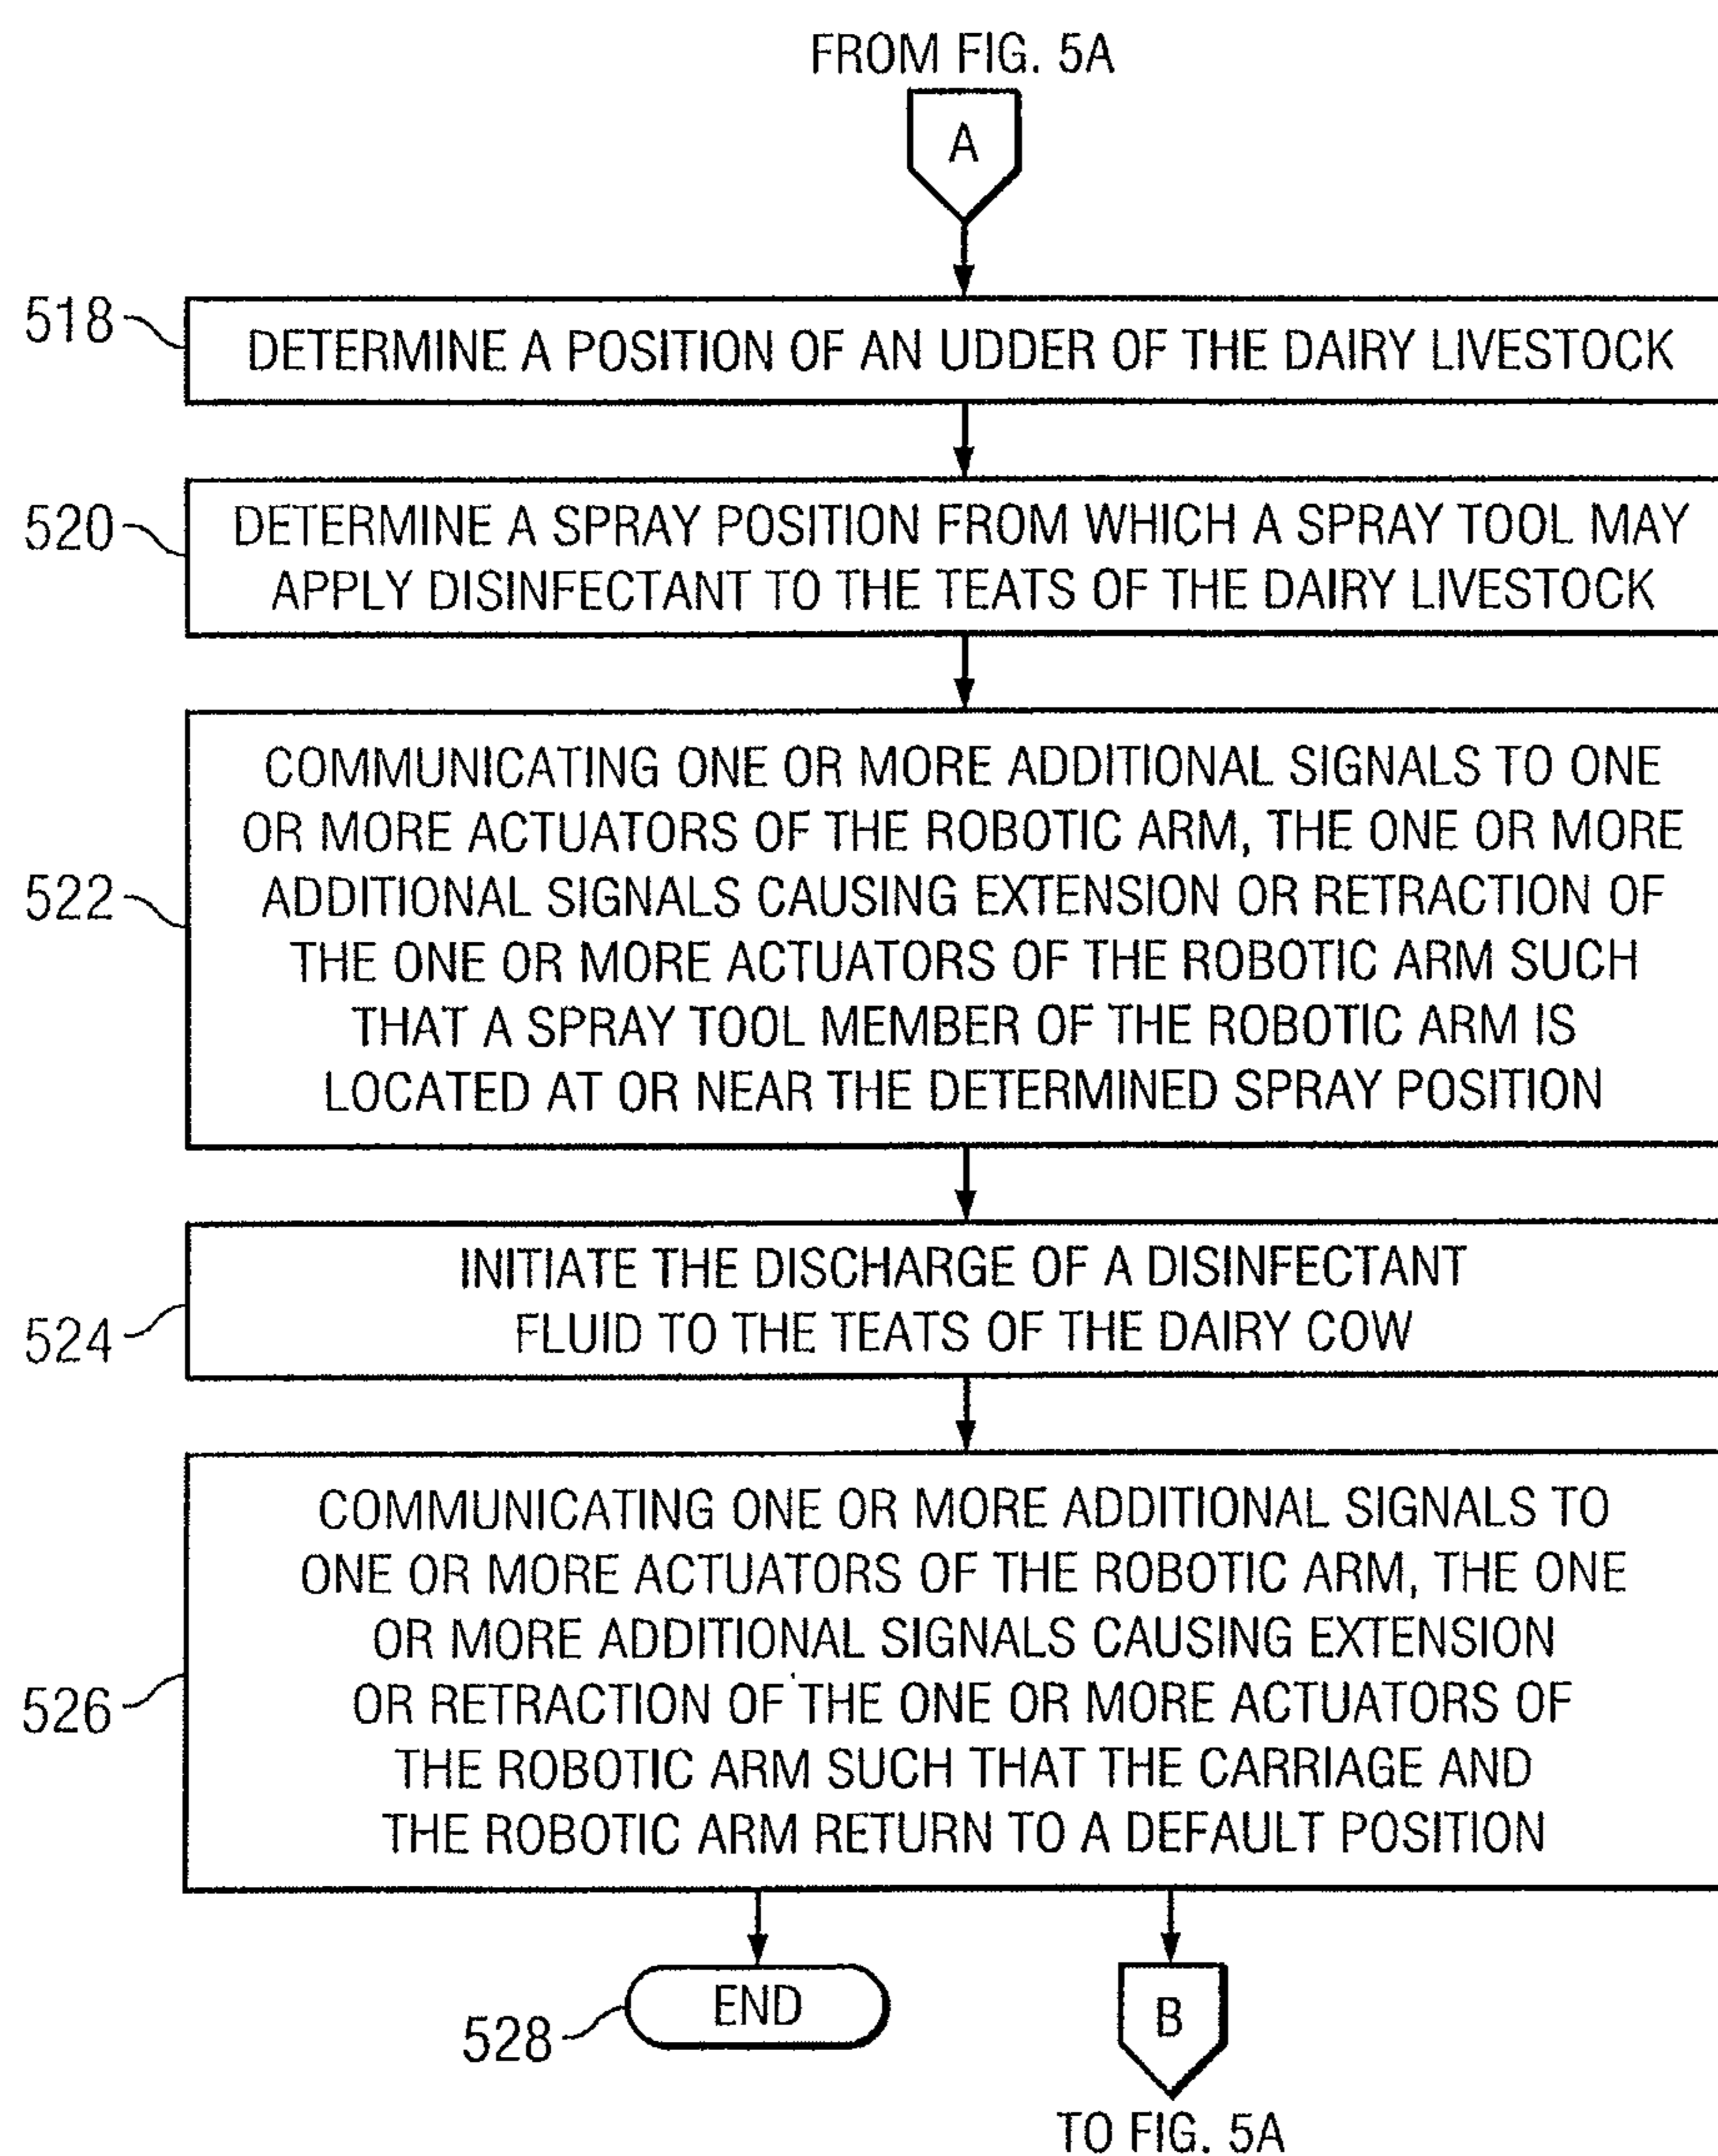 FROM FIG. 5A
A
518
DETERMINE A POSITION OF AN UDDER OF THE DAIRY LIVESTOCK
520
DETERMINE A SPRAY POSITION FROM WHICH A SPRAY TOOL MAY
APPLY DISINFECTANT TO THE TEATS OF THE DAIRY LIVESTOCK
522
COMMUNICATING ONE OR MORE ADDITIONAL SIGNALS TO ONE
OR MORE ACTUATORS OF THE ROBOTIC ARM, THE ONE OR MORE
ADDITIONAL SIGNALS CAUSING EXTENSION OR RETRACTION OF
THE ONE OR MORE ACTUATORS OF THE ROBOTIC ARM SUCH
THAT A SPRAY TOOL MEMBER OF THE ROBOTIC ARM IS
LOCATED AT OR NEAR THE DETERMINED SPRAY POSITION
524
INITIATE THE DISCHARGE OF A DISINFECTANT
FLUID TO THE TEATS OF THE DAIRY COW
526
COMMUNICATING ONE OR MORE ADDITIONAL SIGNALS TO
ONE OR MORE ACTUATORS OF THE ROBOTIC ARM, THE ONE
OR MORE ADDITIONAL SIGNALS CAUSING EXTENSION
OR RETRACTION OF THE ONE OR MORE ACTUATORS OF
THE ROBOTIC ARM SUCH THAT THE CARRIAGE AND
THE ROBOTIC ARM RETURN TO A DEFAULT POSITION
528
END
B
TO FIG. 5A